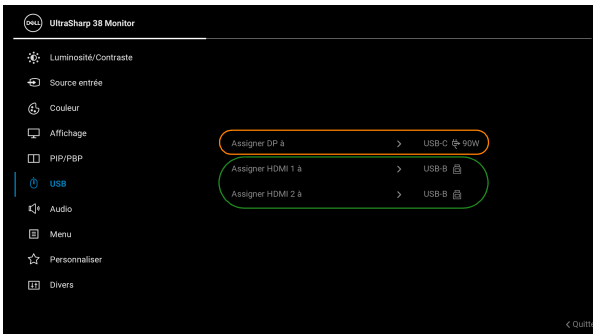 DELL UltraSharp 38 Monitor
Luminosité/Contraste
Source entrée
Couleur
Affichage
Assigner DP à USB-C 90W
PIP/PBP
Assigner HDMI 1 à USB-B
USB
Assigner HDMI 2 à USB-B
Audio
Menu
Personnaliser
Divers
Quitte